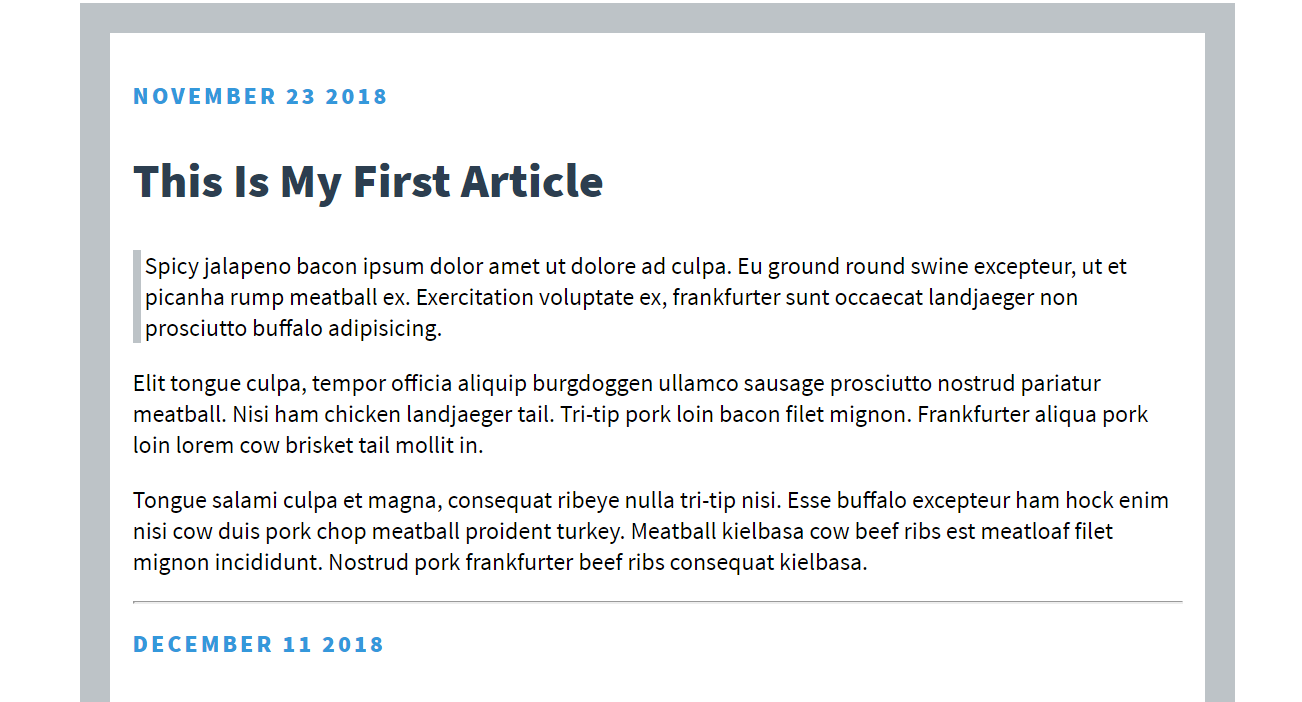 NOVEMBER 23 2018
This Is My First Article
Spicy jalapeno bacon ipsum dolor amet ut dolore ad culpa. Eu ground round swine excepteur, ut et
picanha rump meatball ex. Exercitation voluptate ex, frankfurter sunt occaecat landjaeger non
prosciutto buffalo adipisicing.
Elit tongue culpa, tempor officia aliquip burgdoggen ullamco sausage prosciutto nostrud pariatur
meatball. Nisi ham chicken landjaeger tail. Tri-tip pork loin bacon filet mignon. Frankfurter aliqua pork
loin lorem cow brisket tail mollit in.
Tongue salami culpa et magna, consequat ribeye nulla tri-tip nisi. Esse buffalo excepteur ham hock enim
nisi cow duis pork chop meatball proident turkey. Meatball kielbasa cow beef ribs est meatloaf filet
mignon incididunt. Nostrud pork frankfurter beef ribs consequat kielbasa.
DECEMBER 11 2018